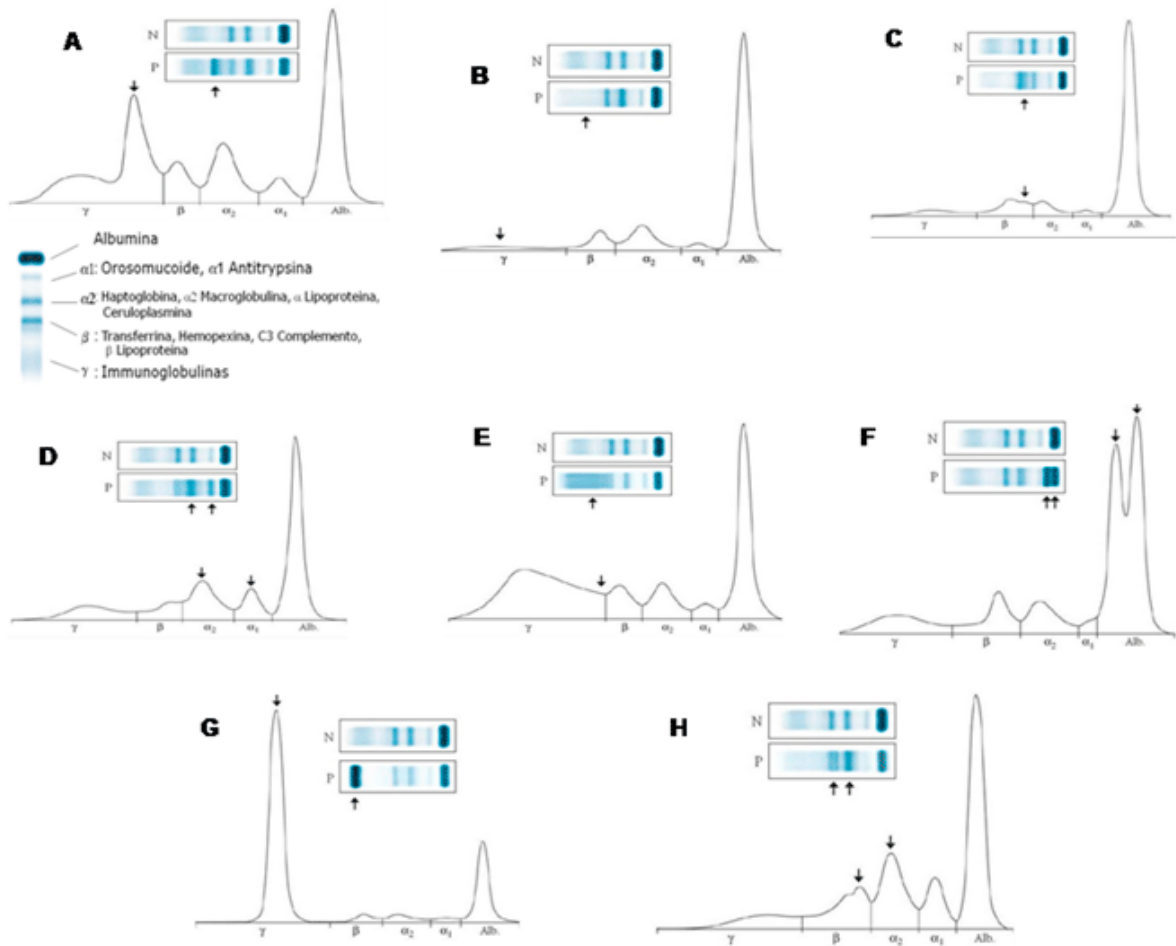 A
N
P
γ
β
α₂
α₁
Alb.
Albumina
α1: Orosomucoide, α1 Antitrypsina
α2: Haptoglobina, α2 Macroglobulina, α Lipoproteina,
Ceruloplasmina
β : Transferrina, Hemopexina, C3 Complemento,
β Lipoproteina
γ : Immunoglobulinas
B
N
P
γ
β
α₂
α₁
Alb.
C
N
P
γ
β
α₂
α₁
Alb.
D
N
P
γ
β
α₂
α₁
Alb.
E
N
P
γ
β
α₂
α₁
Alb.
F
N
P
γ
β
α₂
α₁
Alb.
G
N
P
γ
β
α₂
α₁
Alb.
H
N
P
γ
β
α₂
α₁
Alb.